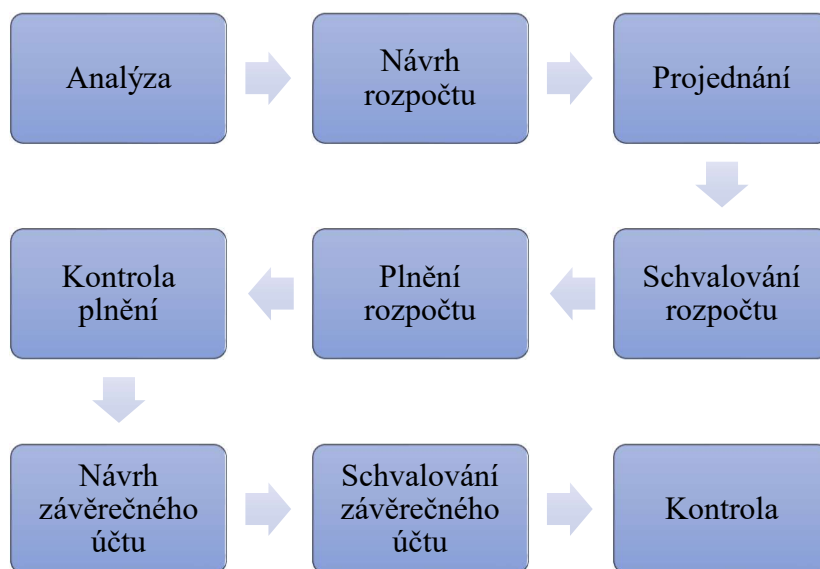 Analýza
Návrh
rozpočtu
Projednání
Schvalování
rozpočtu
Plnění
rozpočtu
Kontrola
plnění
Návrh
závěrečného
účtu
Schvalování
závěrečného
účtu
Kontrola